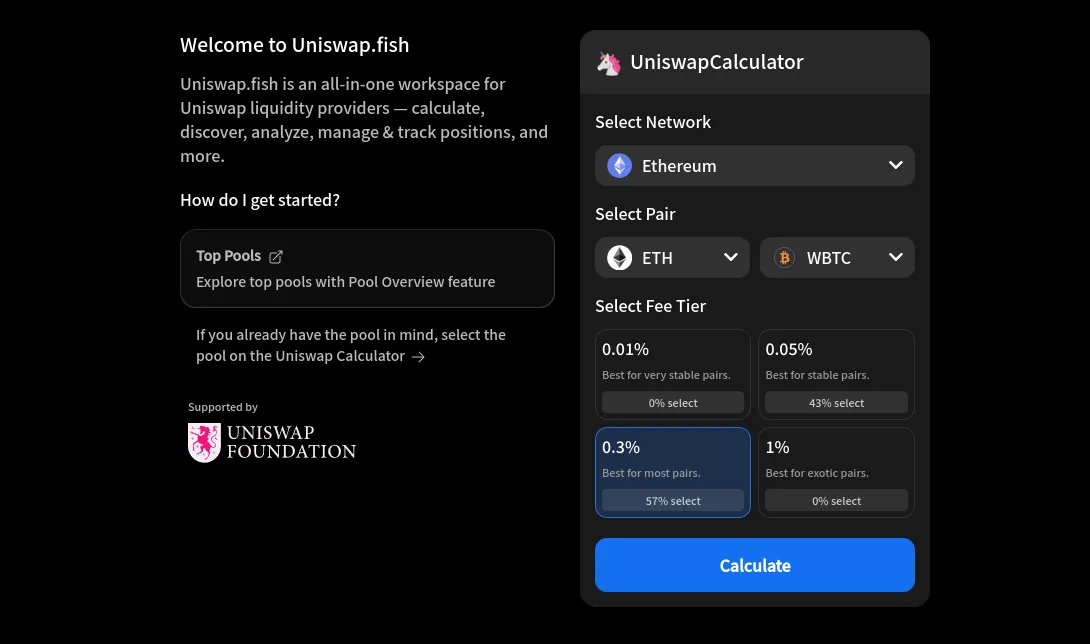 Welcome to Uniswap.fish
Uniswap.fish is an all-in-one workspace for
Uniswap liquidity providers — calculate,
discover, analyze, manage & track positions, and
more.
How do I get started?
Top Pools
Explore top pools with Pool Overview feature
If you already have the pool in mind, select the
pool on the Uniswap Calculator →
Supported by
UNISWAP
FOUNDATION
UniswapCalculator
Select Network
Ethereum
Select Pair
ETH
WBTC
Select Fee Tier
0.01%
Best for very stable pairs.
0% select
0.05%
Best for stable pairs.
43% select
0.3%
Best for most pairs.
57% select
1%
Best for exotic pairs.
0% select
Calculate